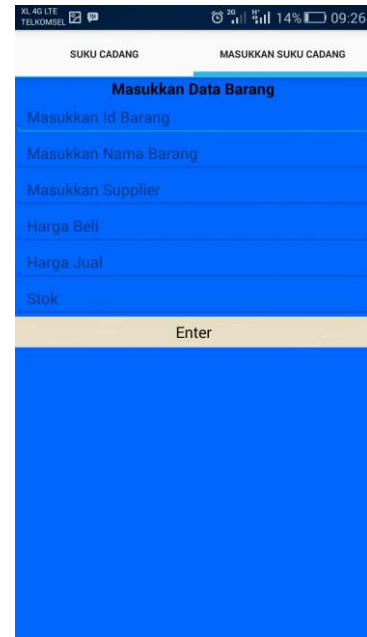 XL 4G LTE
TELKOMSEL
2G H+ 14% 09:26
SUKU CADANG
MASUKKAN SUKU CADANG
Masukkan Data Barang
Masukkan Id Barang
Masukkan Nama Barang
Masukkan Supplier
Harga Beli
Harga Jual
Stok
Enter